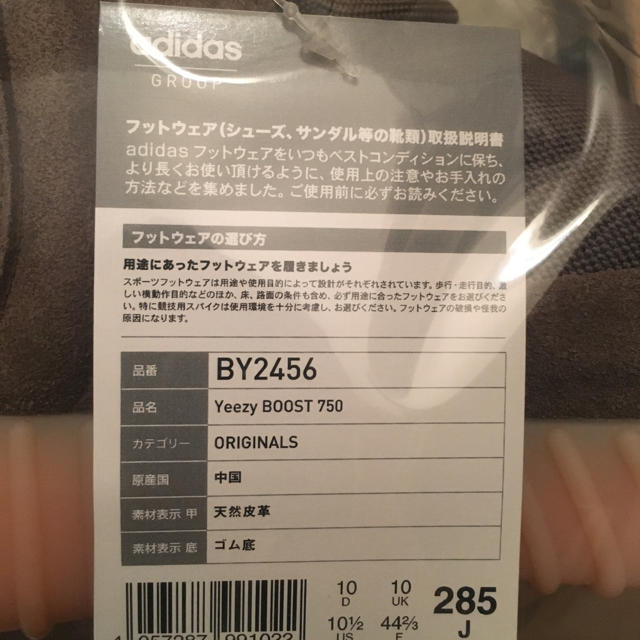 adidas
GROUP
フットウェア(シューズ、サンダル等の靴類)取扱説明書
adidas フットウェアをいつもベストコンディションに保ち、
より長くお使い頂けるように、使用上の注意やお手入れの
方法などを集めました。ご使用前に必ずお読みください。
フットウェアの選び方
用途にあったフットウェアを履きましょう
スポーツフットウェアは用途や使用目的によって設計がそれぞれされています。歩行・走行目的、激し
い横動作目的などのほか、床、路面の条件も含め、必ず用途に合ったフットウェアをお選びくださ
い。特に競技用スパイクは使用環境を十分に考慮し、お選びください。フットウェアの破損や怪我の
原因になります。
品番 BY2456
品名 Yeezy BOOST 750
カテゴリー ORIGINALS
原産国 中国
素材表示 甲 天然皮革
素材表示 底 ゴム底
10 10 285
D UK J
10½ 44⅔
US F
4 057287 991022